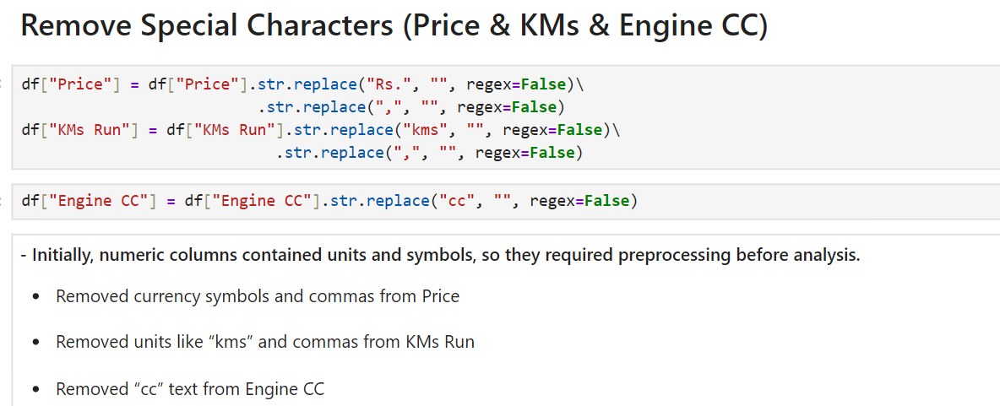 Remove Special Characters (Price & KMs & Engine CC)
df["Price"] = df["Price"].str.replace("Rs.", "", regex=False)\
.str.replace(",", "", regex=False)
df["KMs Run"] = df["KMs Run"].str.replace("kms", "", regex=False)\
.str.replace(",", "", regex=False)
df["Engine CC"] = df["Engine CC"].str.replace("cc", "", regex=False)
- Initially, numeric columns contained units and symbols, so they required preprocessing before analysis.
• Removed currency symbols and commas from Price
• Removed units like “kms” and commas from KMs Run
• Removed “cc” text from Engine CC